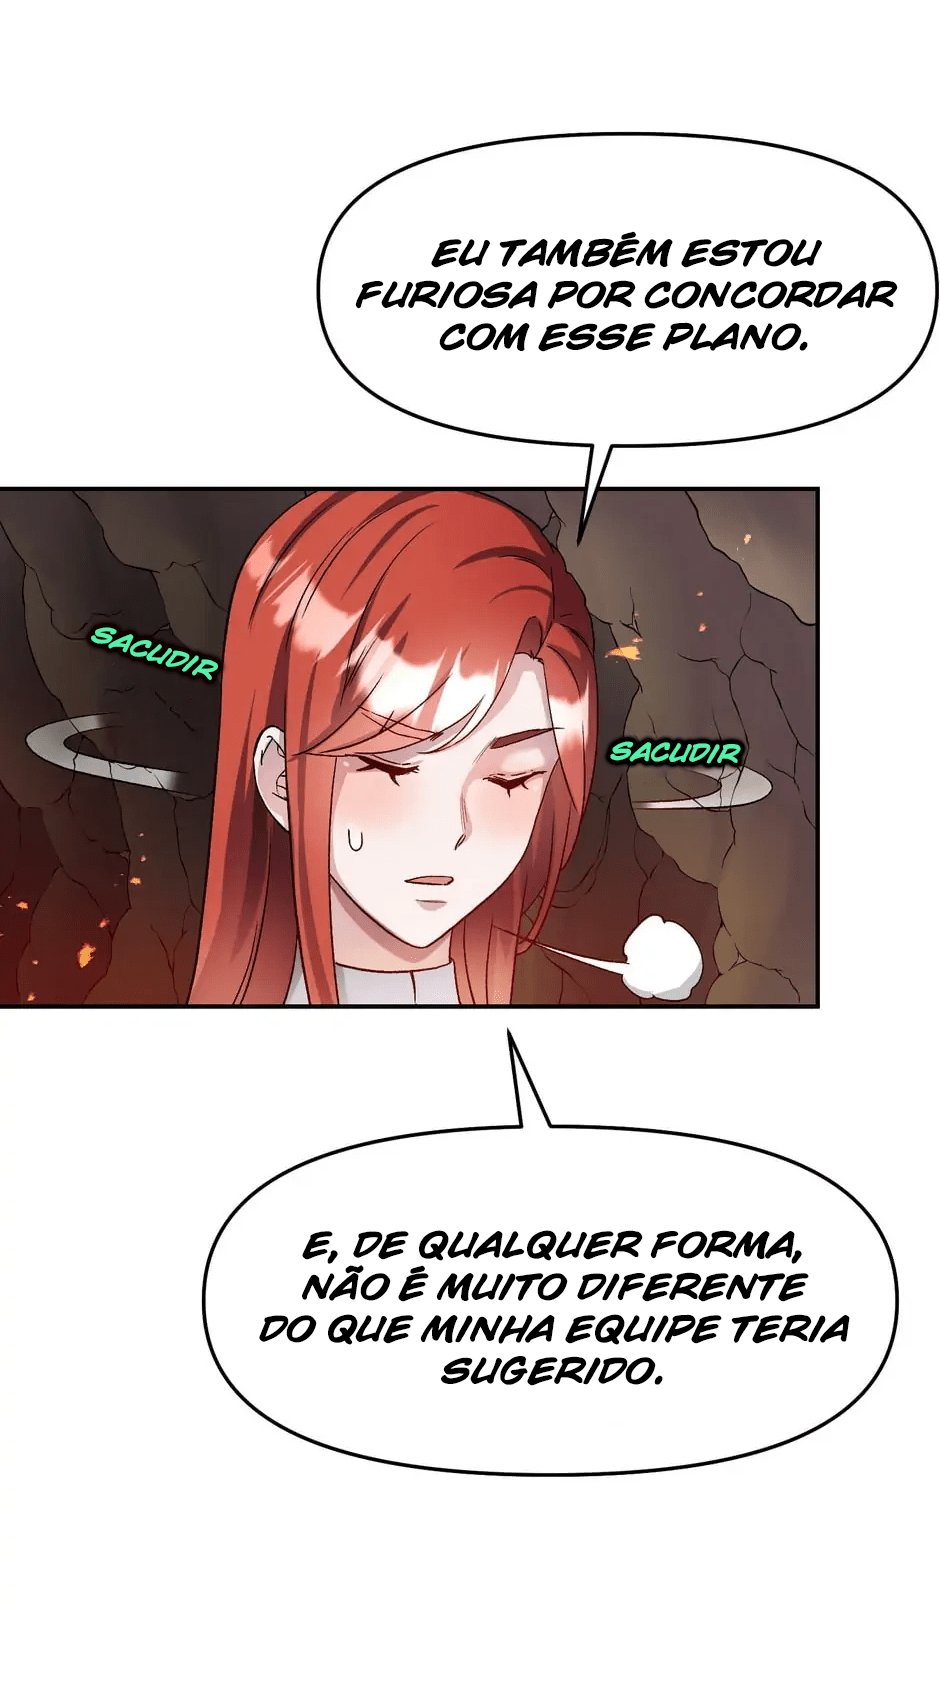 EU TAMBÉM ESTOU
FURIOSA POR CONCORDAR
COM ESSE PLANO.
SACUDIR
SACUDIR
E, DE QUALQUER FORMA,
NÃO É MUITO DIFERENTE
DO QUE MINHA EQUIPE TERIA
SUGERIDO.